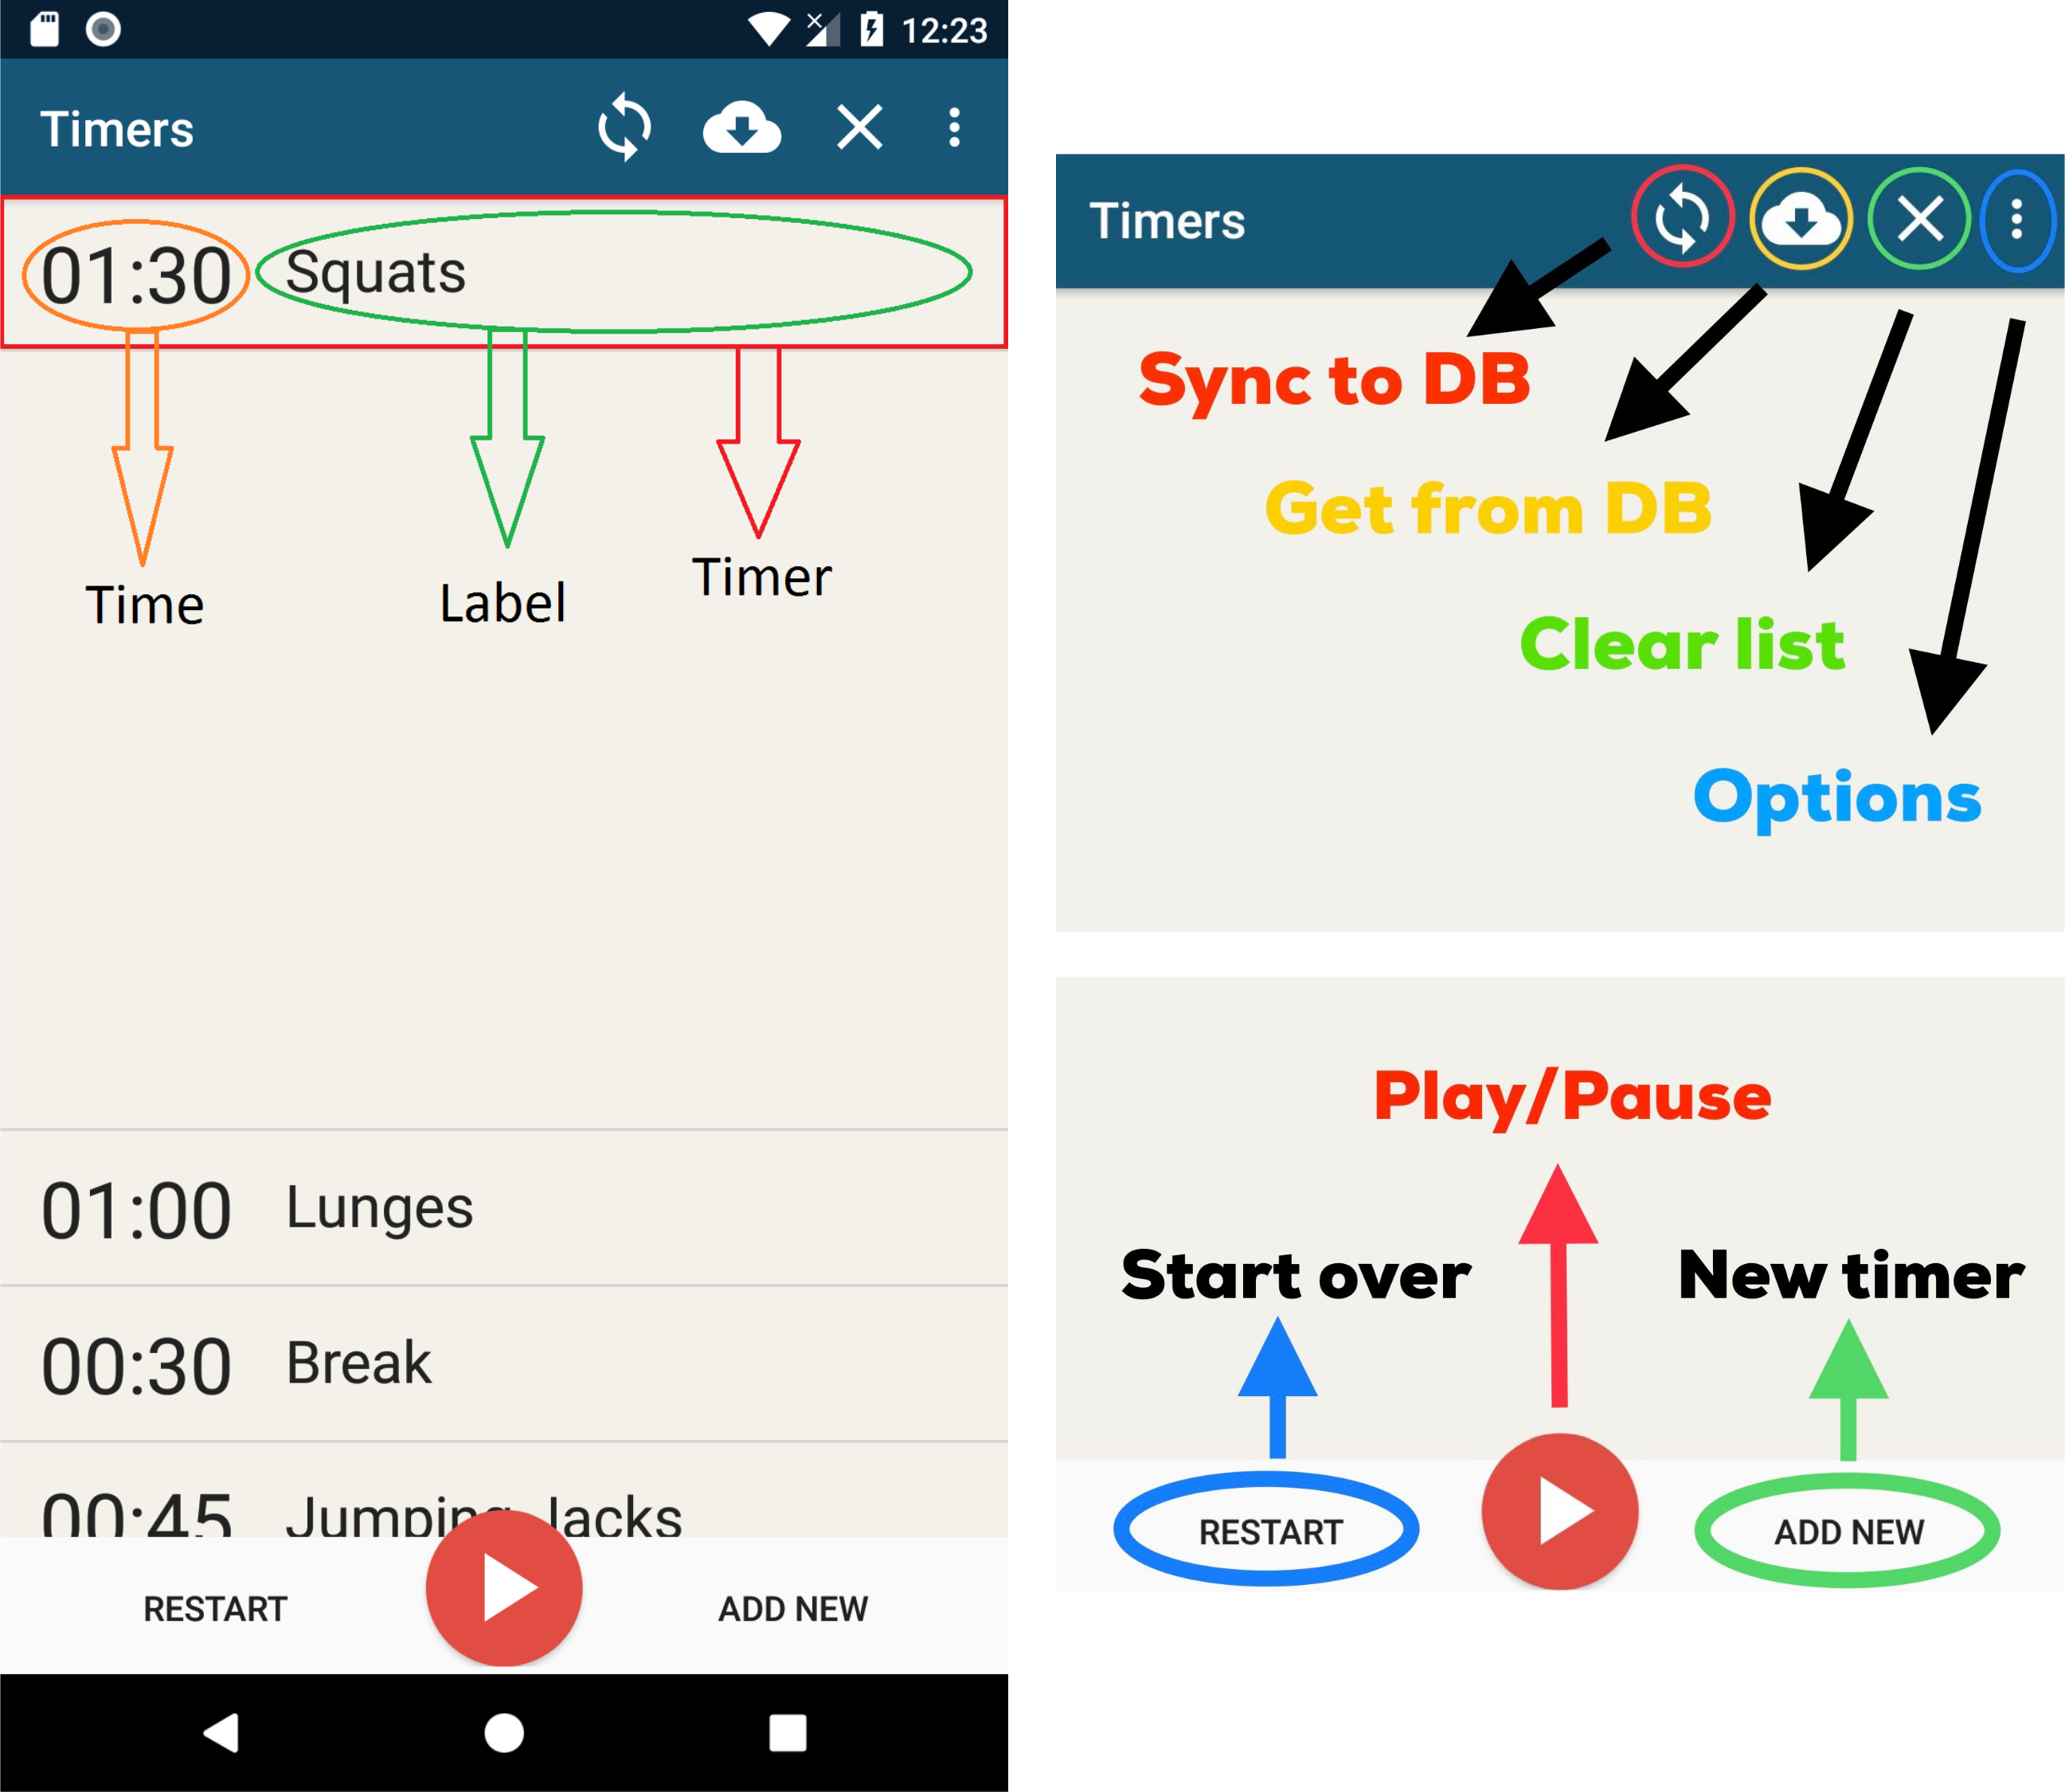 12:23
Timers
01:30 Squats
Time Label Timer
01:00 Lunges
00:30 Break
00:45 Jumping Jacks
RESTART ADD NEW
Timers
Sync to DB
Get from DB
Clear list
Options
Play/Pause
Start over New timer
RESTART ADD NEW